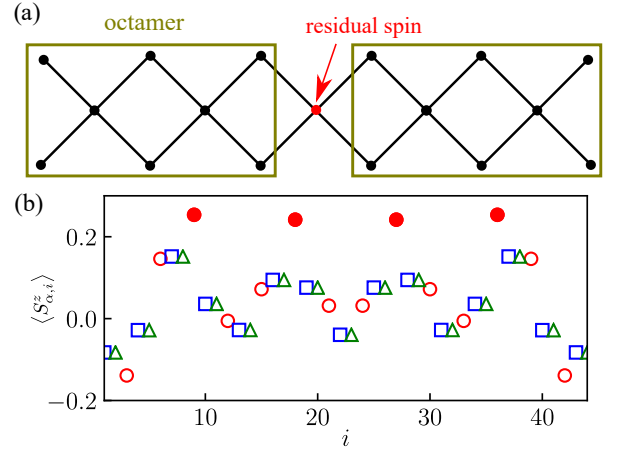 (a)
octamer
residual spin
(b)
⟨S^z_{α,i}⟩
0.2
0.0
−0.2
10
20
30
40
i